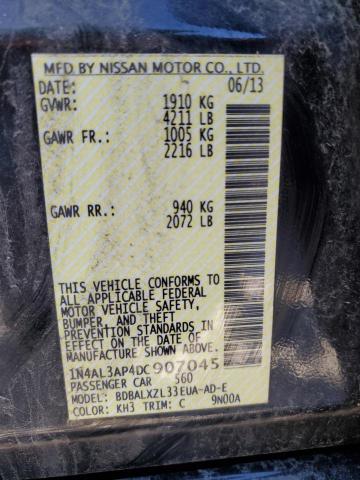 MFD BY NISSAN MOTOR CO., LTD.
DATE: 06/13
GVWR: 1910 KG
4211 LB
GAWR FR: 1005 KG
2216 LB
GAWR RR: 940 KG
2072 LB
THIS VEHICLE CONFORMS TO
ALL APPLICABLE FEDERAL
MOTOR VEHICLE SAFETY,
BUMPER, AND THEFT
PREVENTION STANDARDS IN
EFFECT ON THE DATE OF
MANUFACTURE SHOWN ABOVE.
1N4AL3AP4DC907045
PASSENGER CAR 560
MODEL: BDBALXZL33EUA-AD-E
COLOR: KH3 TRIM: C 9N00A